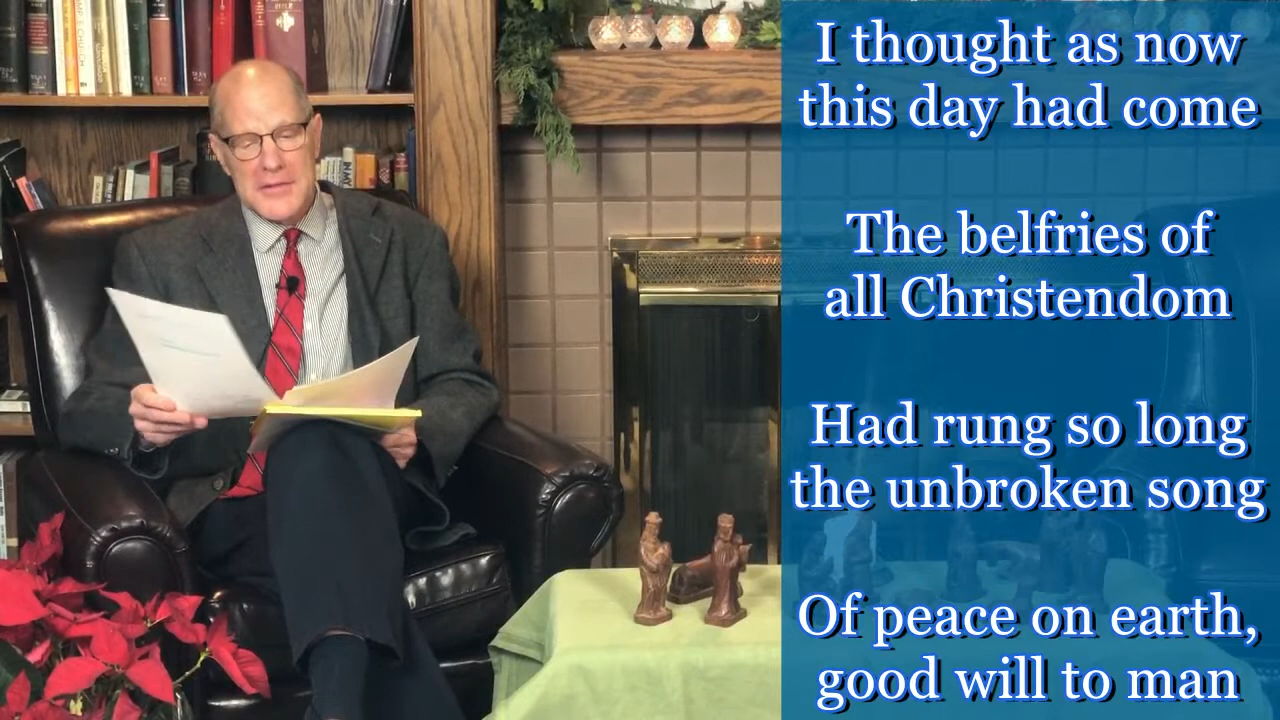 I thought as now
this day had come
The belfries of
all Christendom
Had rung so long
the unbroken song
Of peace on earth,
good will to man